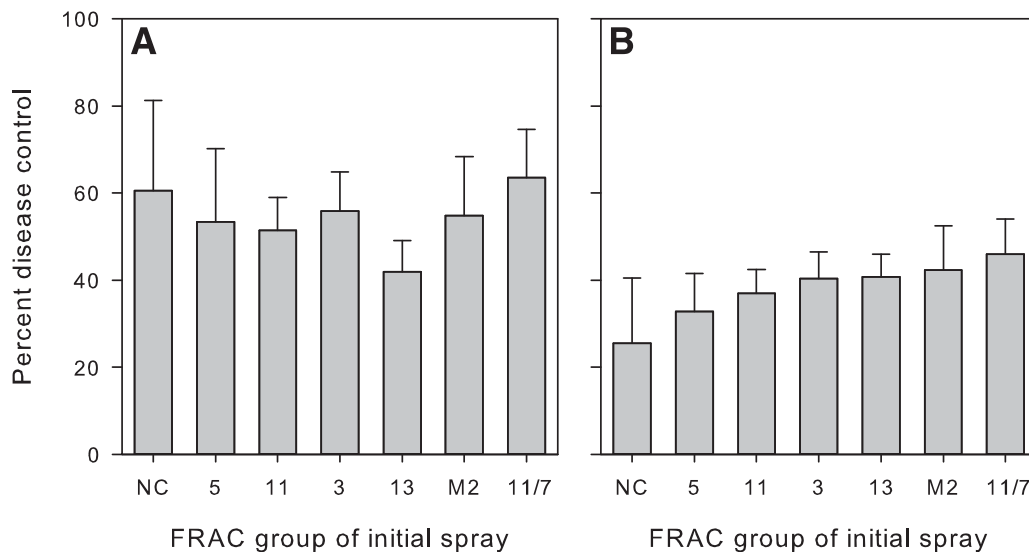 A
B
Percent disease control
100
80
60
40
20
0
NC 5 11 3 13 M2 11/7
NC 5 11 3 13 M2 11/7
FRAC group of initial spray
FRAC group of initial spray